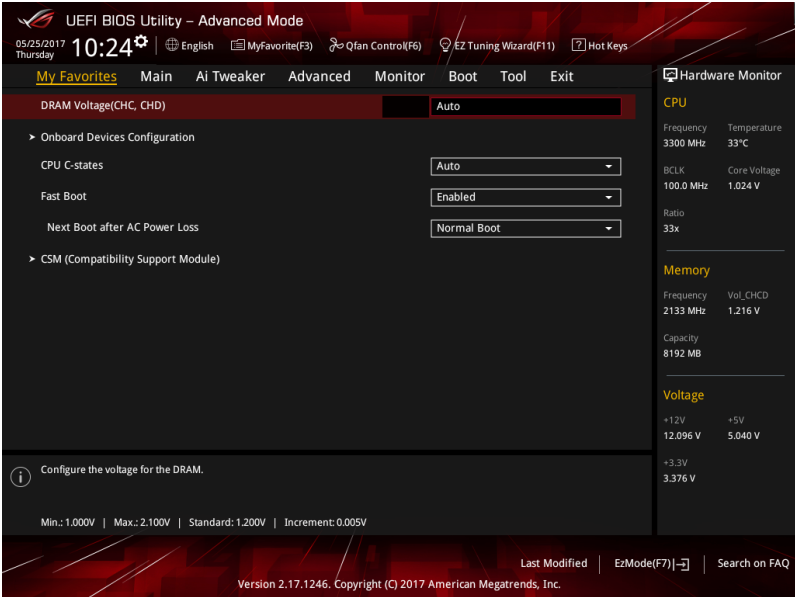 UEFI BIOS Utility – Advanced Mode
05/25/2017 Thursday 10:24 English MyFavorite(F3) Qfan Control(F6) EZ Tuning Wizard(F11) ? Hot Keys
My Favorites Main Ai Tweaker Advanced Monitor Boot Tool Exit
DRAM Voltage(CHC, CHD) Auto
> Onboard Devices Configuration
CPU C-states Auto
Fast Boot Enabled
Next Boot after AC Power Loss Normal Boot
> CSM (Compatibility Support Module)
Hardware Monitor
CPU
Frequency Temperature
3300 MHz 33°C
BCLK Core Voltage
100.0 MHz 1.024 V
Ratio
33x
Memory
Frequency Vol_CHCD
2133 MHz 1.216 V
Capacity
8192 MB
Voltage
+12V +5V
12.096 V 5.040 V
+3.3V
3.376 V
i Configure the voltage for the DRAM.
Min.: 1.000V | Max.: 2.100V | Standard: 1.200V | Increment: 0.005V
Last Modified EzMode(F7) Search on FAQ
Version 2.17.1246. Copyright (C) 2017 American Megatrends, Inc.